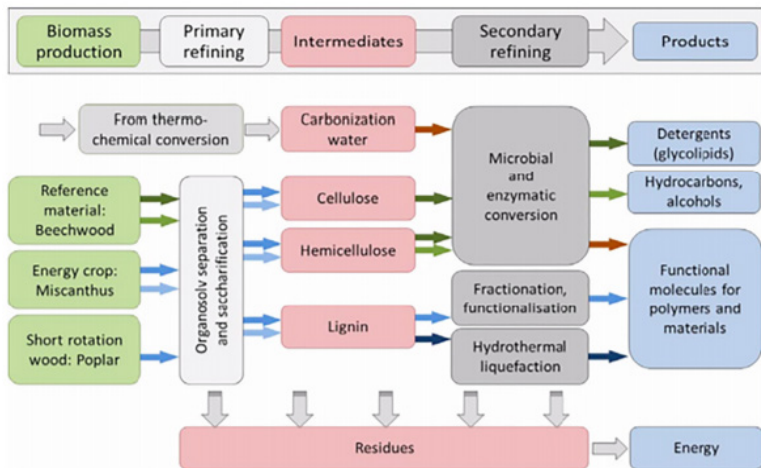 Biomass
production
Primary
refining
Intermediates
Secondary
refining
Products
From thermo-
chemical conversion
Carbonization
water
Microbial
and
enzymatic
conversion
Detergents
(glycolipids)
Hydrocarbons,
alcohols
Reference
material:
Beechwood
Organosolv separation
and saccharification
Cellulose
Hemicellulose
Energy crop:
Miscanthus
Functional
molecules for
polymers and
materials
Short rotation
wood: Poplar
Lignin
Fractionation,
functionalisation
Hydrothermal
liquefaction
Residues
Energy